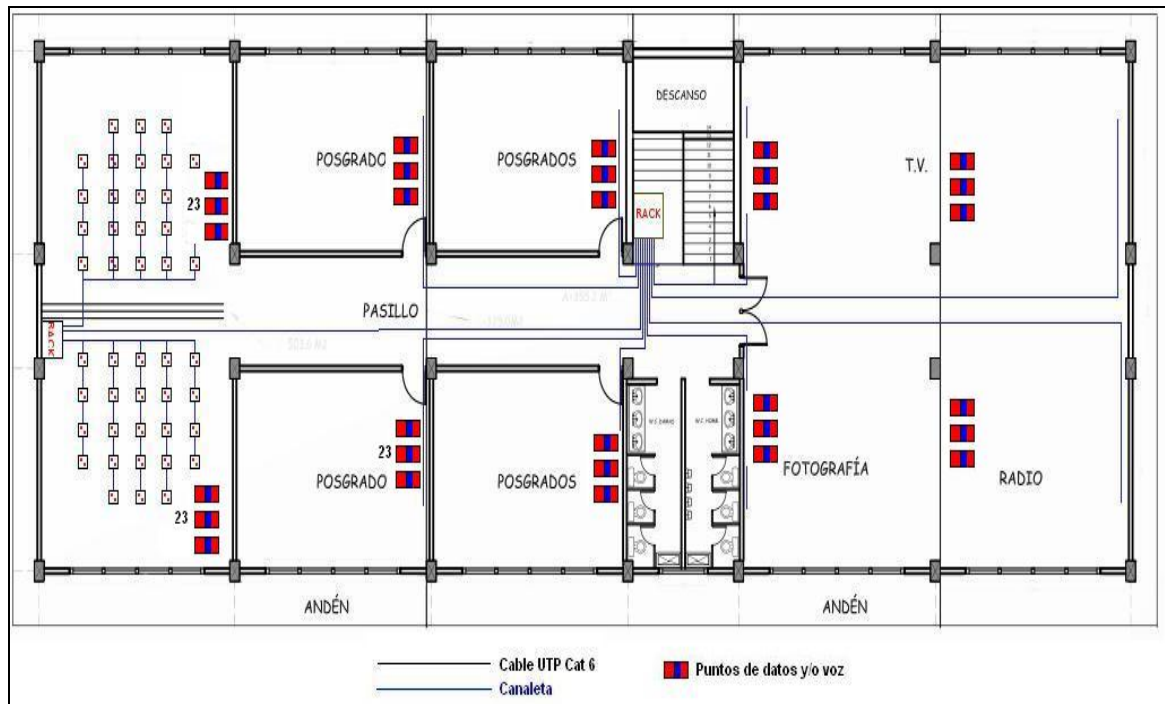 DESCANSO
POSGRADO
POSGRADOS
T.V.
23
RACK
PASILLO
RACK
23
POSGRADO
POSGRADOS
FOTOGRAFÍA
RADIO
23
ANDÉN
ANDÉN
Cable UTP Cat 6
Canaleta
Puntos de datos y/o voz